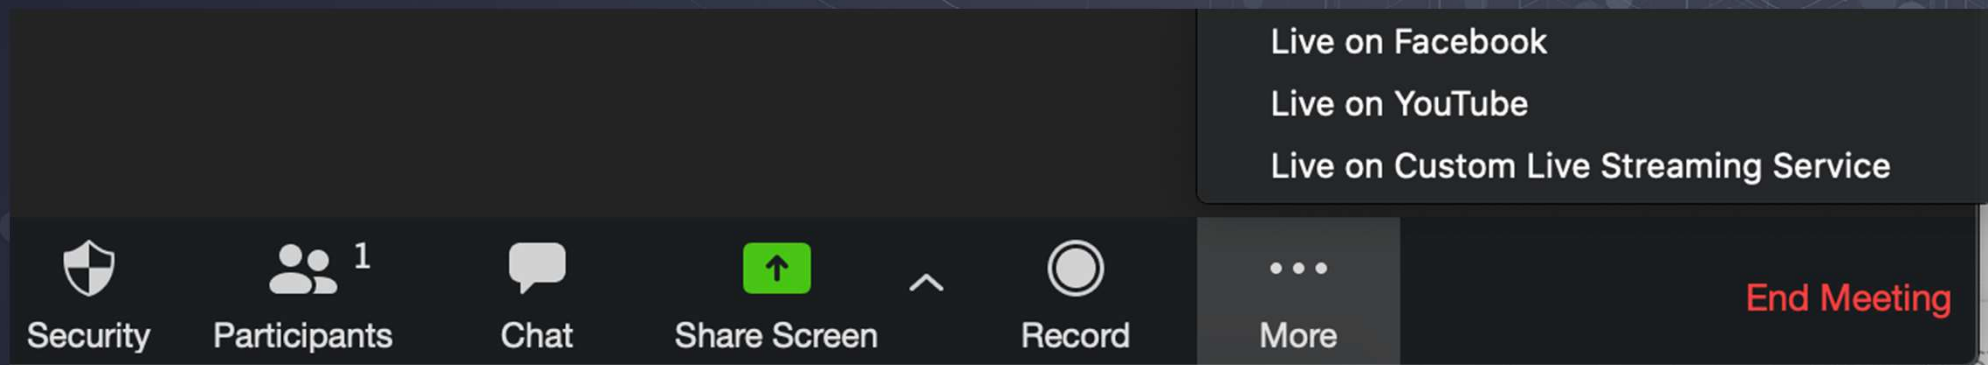 Live on Facebook
Live on YouTube
Live on Custom Live Streaming Service
Security
Participants
1
Chat
Share Screen
Record
More
End Meeting